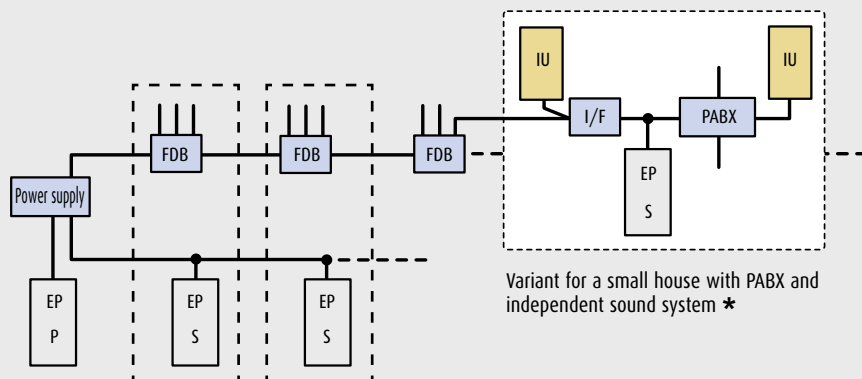 IU
IU
I/F
PABX
FDB
FDB
FDB
EP
S
Power supply
EP
P
EP
S
EP
S
Variant for a small house with PABX and
independent sound system *